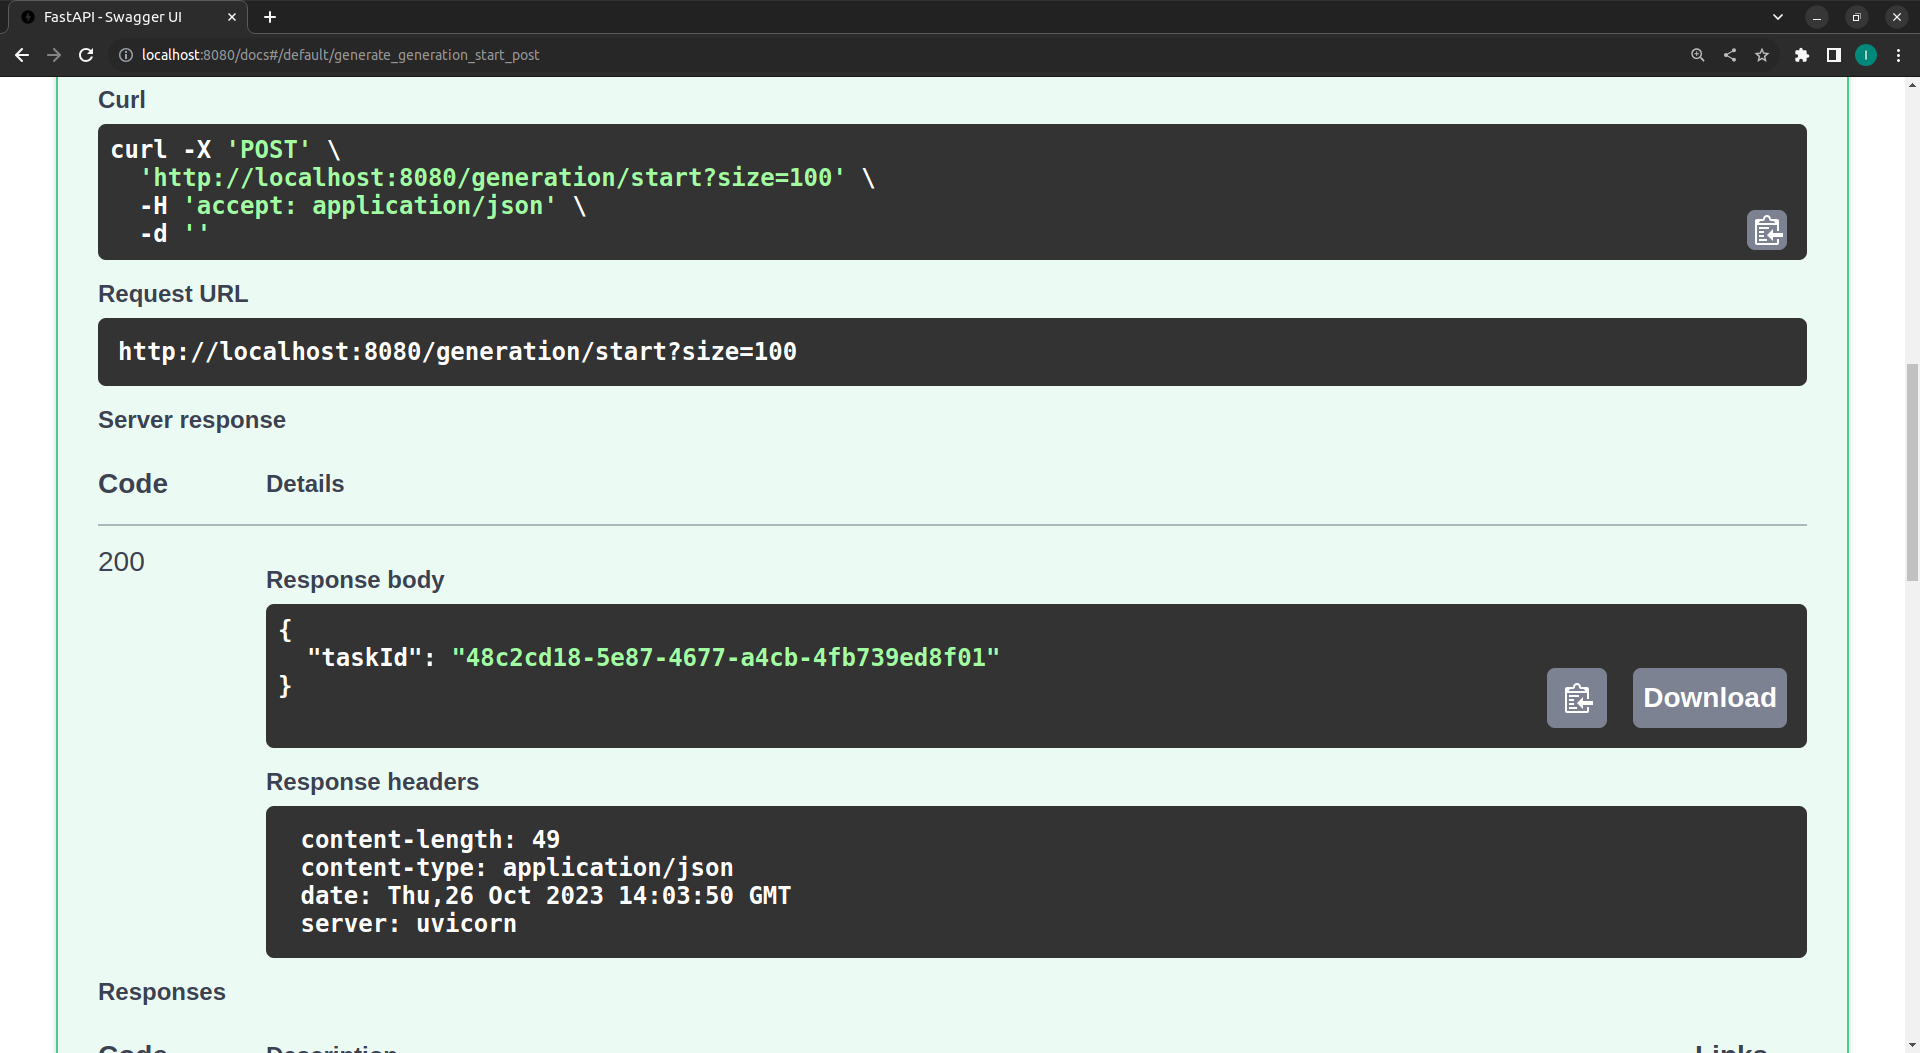 FastAPI - Swagger UI
localhost:8080/docs#/default/generate_generation_start_post
I
Curl
curl -X 'POST' \
'http://localhost:8080/generation/start?size=100' \
-H 'accept: application/json' \
-d ''
Request URL
http://localhost:8080/generation/start?size=100
Server response
Code Details
200
Response body
{
"taskId": "48c2cd18-5e87-4677-a4cb-4fb739ed8f01"
}
Download
Response headers
content-length: 49
content-type: application/json
date: Thu,26 Oct 2023 14:03:50 GMT
server: uvicorn
Responses
Code Description Links